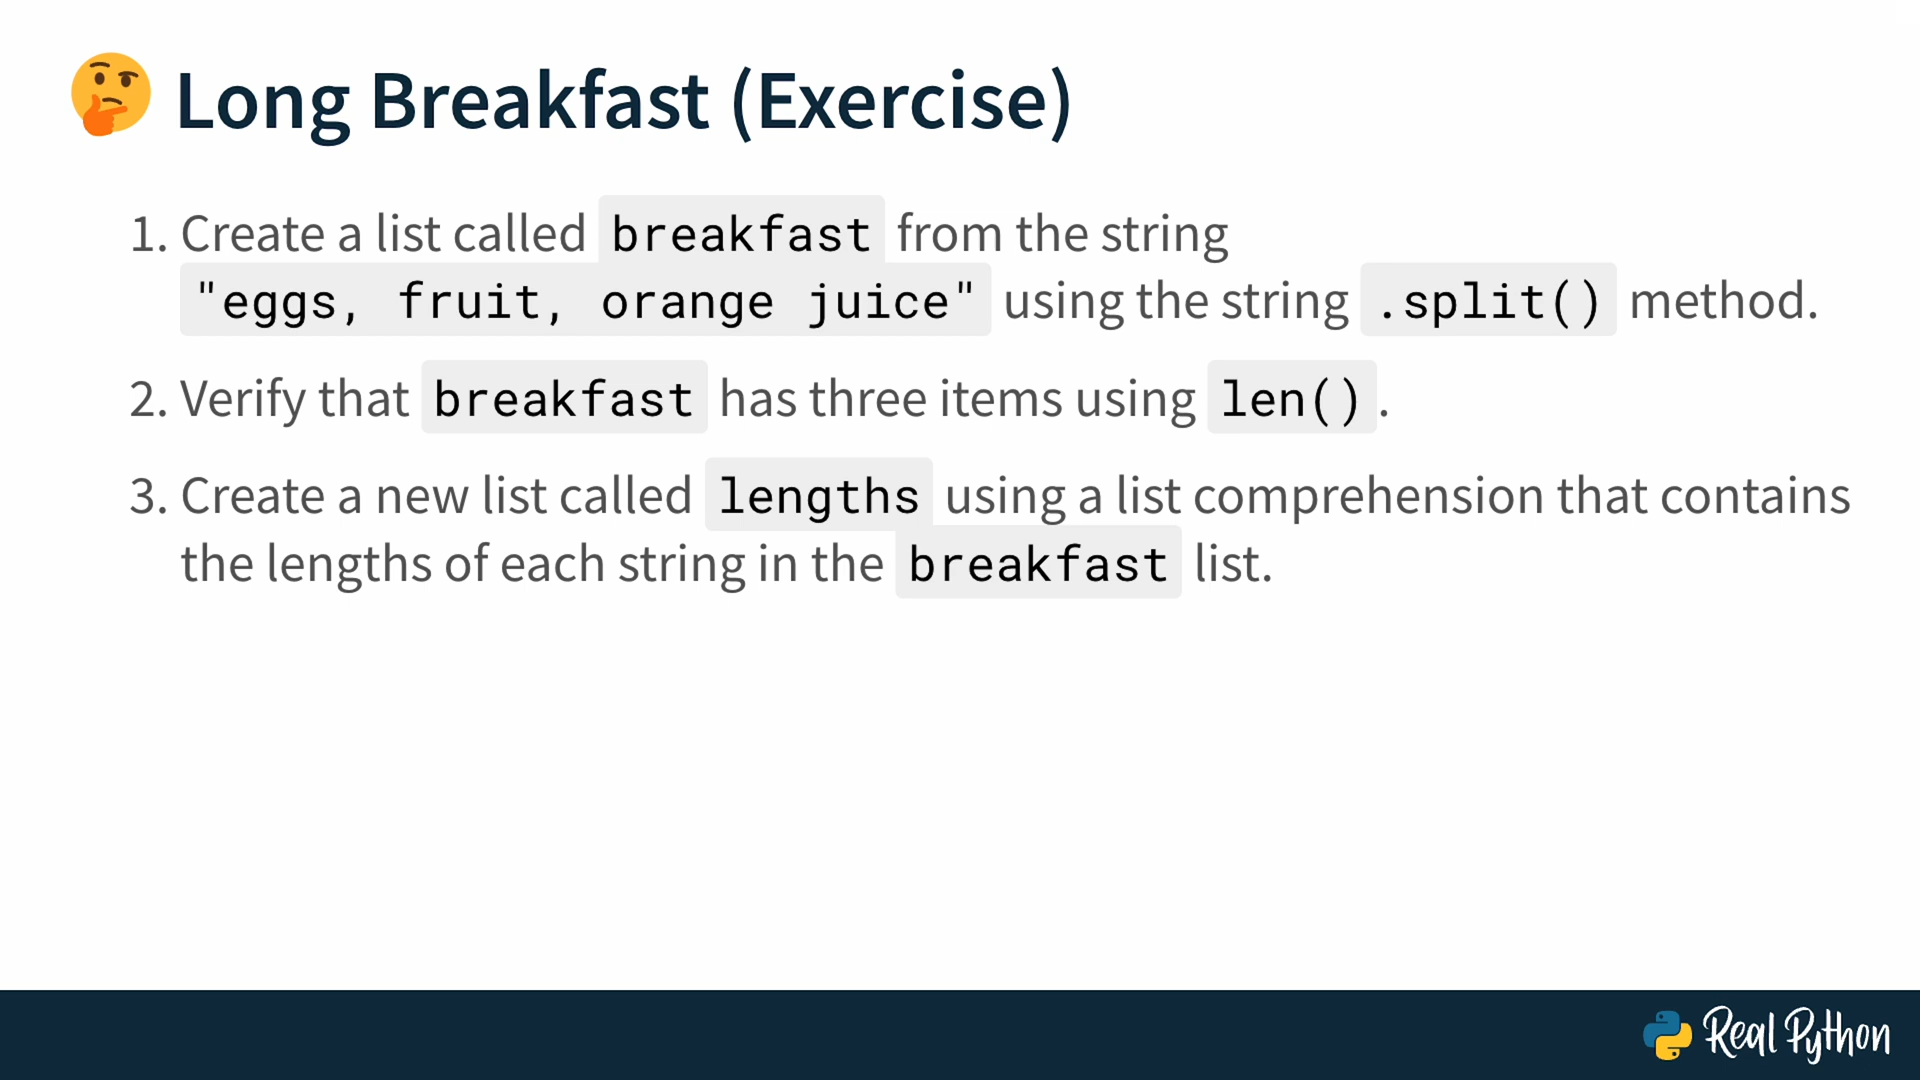 Long Breakfast (Exercise)
1. Create a list called breakfast from the string
"eggs, fruit, orange juice" using the string .split() method.
2. Verify that breakfast has three items using len().
3. Create a new list called lengths using a list comprehension that contains
the lengths of each string in the breakfast list.
Real Python